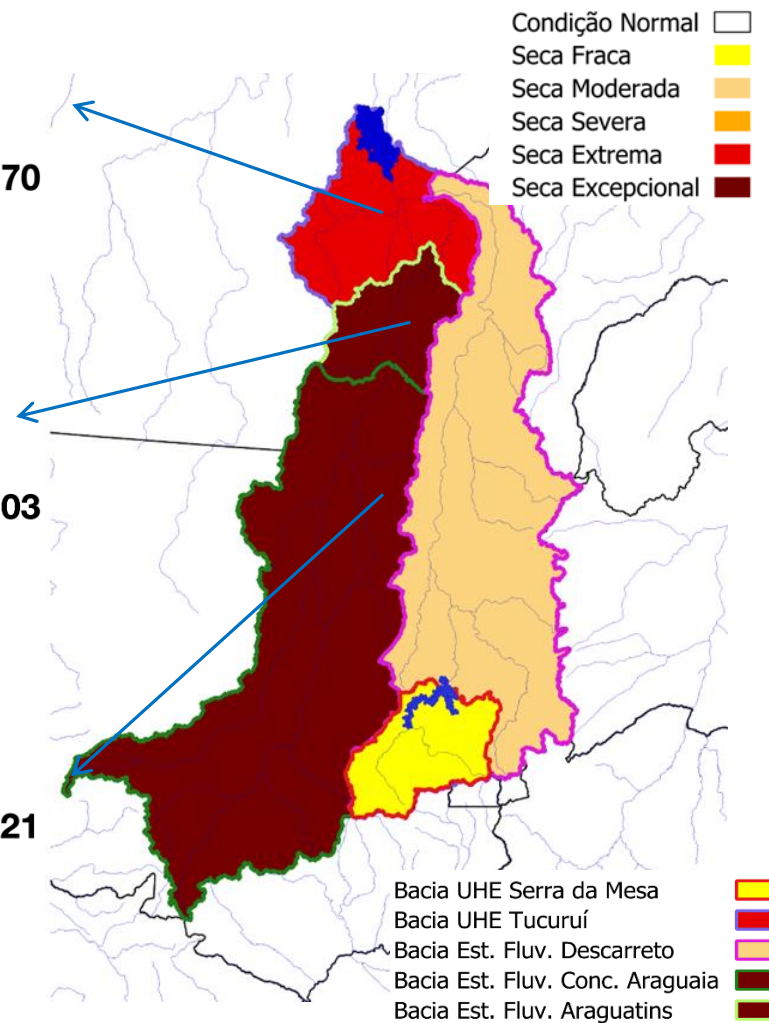 Condição Normal
Seca Fraca
Seca Moderada
Seca Severa
Seca Extrema
Seca Excepcional
70
03
21
Bacia UHE Serra da Mesa
Bacia UHE Tucuruí
Bacia Est. Fluv. Descarreto
Bacia Est. Fluv. Conc. Araguaia
Bacia Est. Fluv. Araguatins